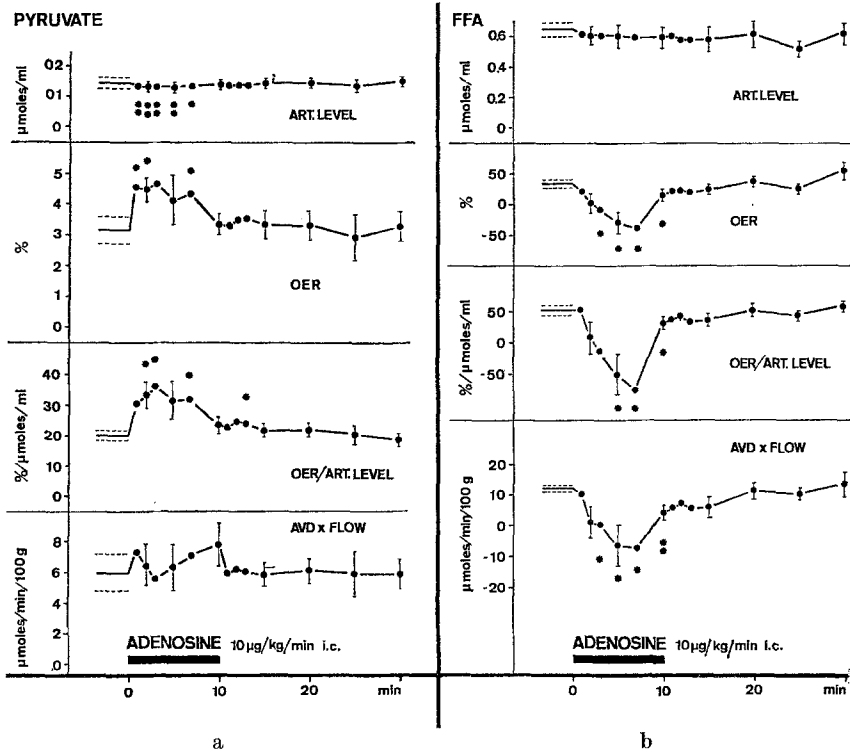 PYRUVATE
µmoles/ml
02
01
0
ART. LEVEL
%
5
4
3
2
1
0
OER
%/µmoles/ml
40
30
20
10
0
OER/ART. LEVEL
µmoles/min/100g
8
6
4
2
.0
AVD x FLOW
ADENOSINE 10µg/kg/min i.c.
0 10 20 min
a
FFA
µmoles/ml
0.6
0.4
0.2
0
ART. LEVEL
%
50
0
-50
OER
%/µmoles/ml
50
0
-50
OER/ART. LEVEL
AVD x FLOW
µmoles/min/100g
20
10
0
-10
-20
ADENOSINE 10µg/kg/min i.c.
0 10 20 min
b